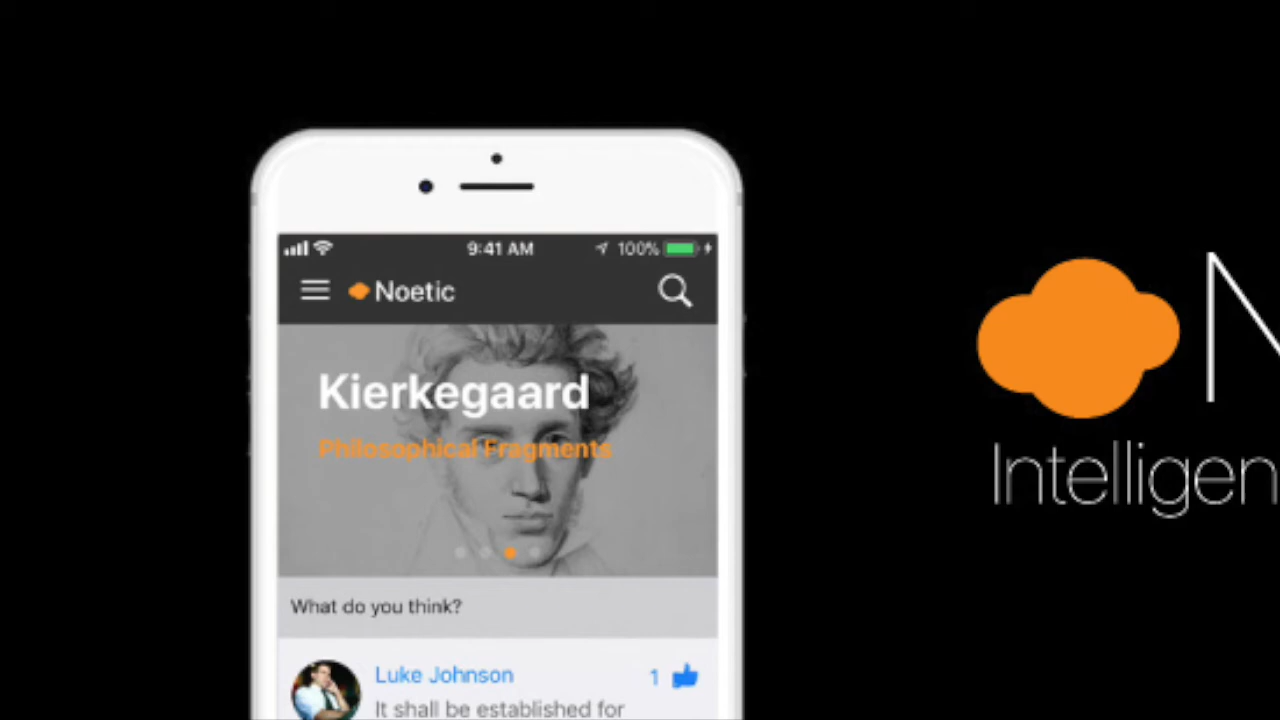 9:41 AM 100%
Noetic
Kierkegaard
Philosophical Fragments
What do you think?
Luke Johnson 1
It shall be established for
N
Intelligen